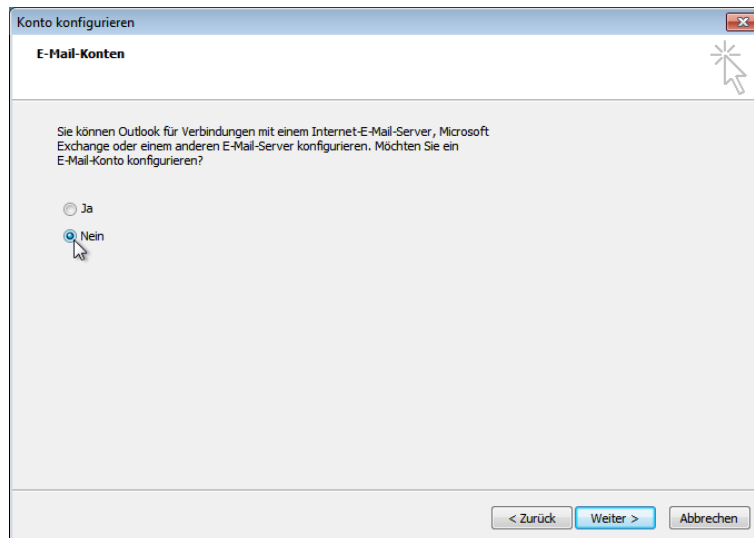 Konto konfigurieren
E-Mail-Konten
Sie können Outlook für Verbindungen mit einem Internet-E-Mail-Server, Microsoft
Exchange oder einem anderen E-Mail-Server konfigurieren. Möchten Sie ein
E-Mail-Konto konfigurieren?
Ja
Nein
< Zurück Weiter > Abbrechen